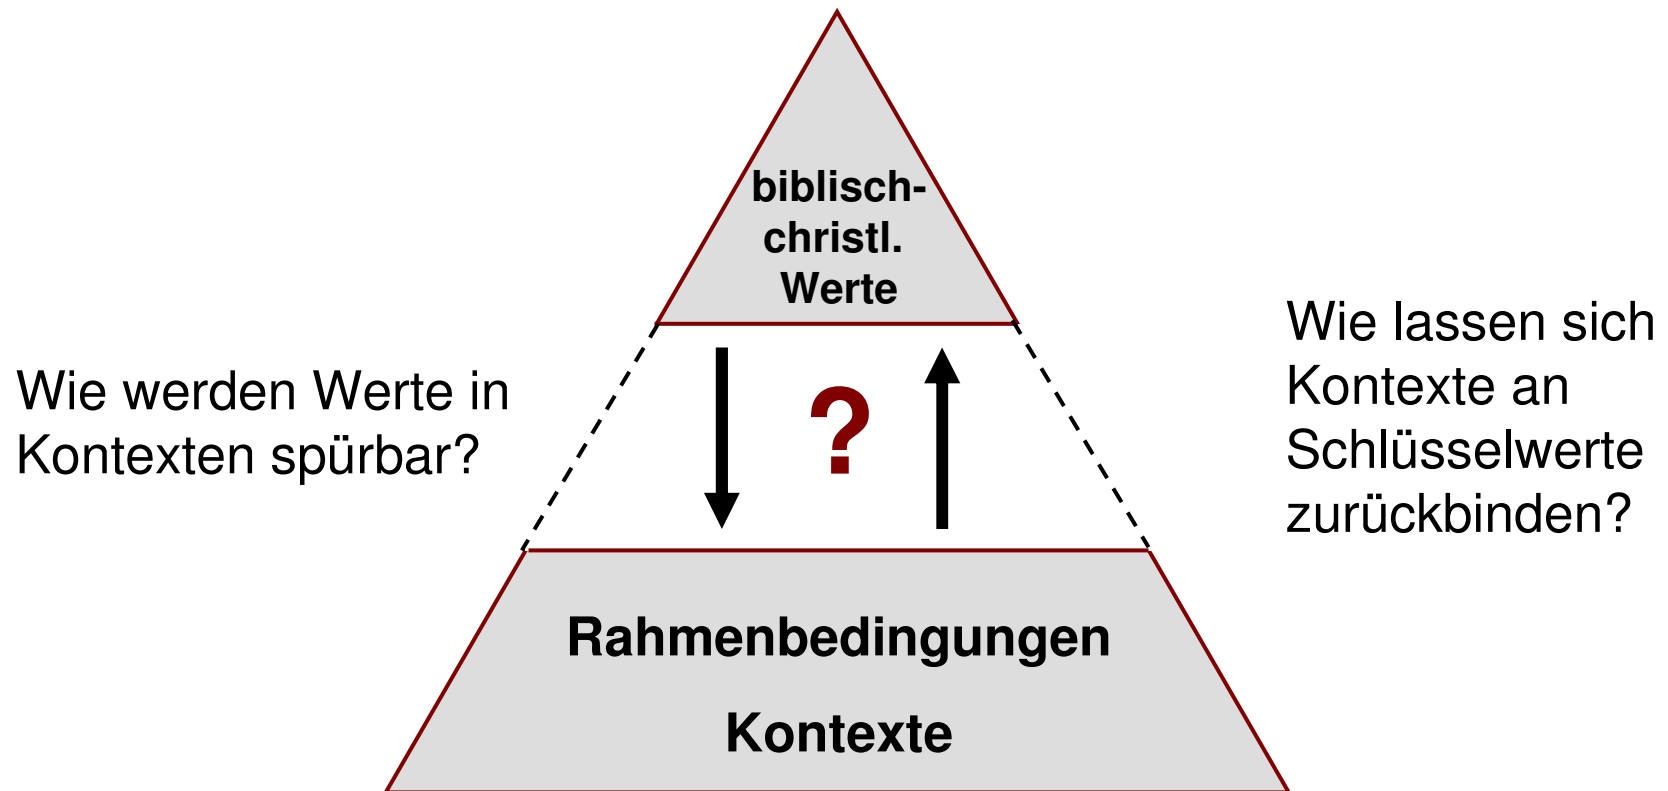 biblisch-
christl.
Werte
Wie werden Werte in
Kontexten spürbar?
?
Wie lassen sich
Kontexte an
Schlüsselwerte
zurückbinden?
Rahmenbedingungen
Kontexte